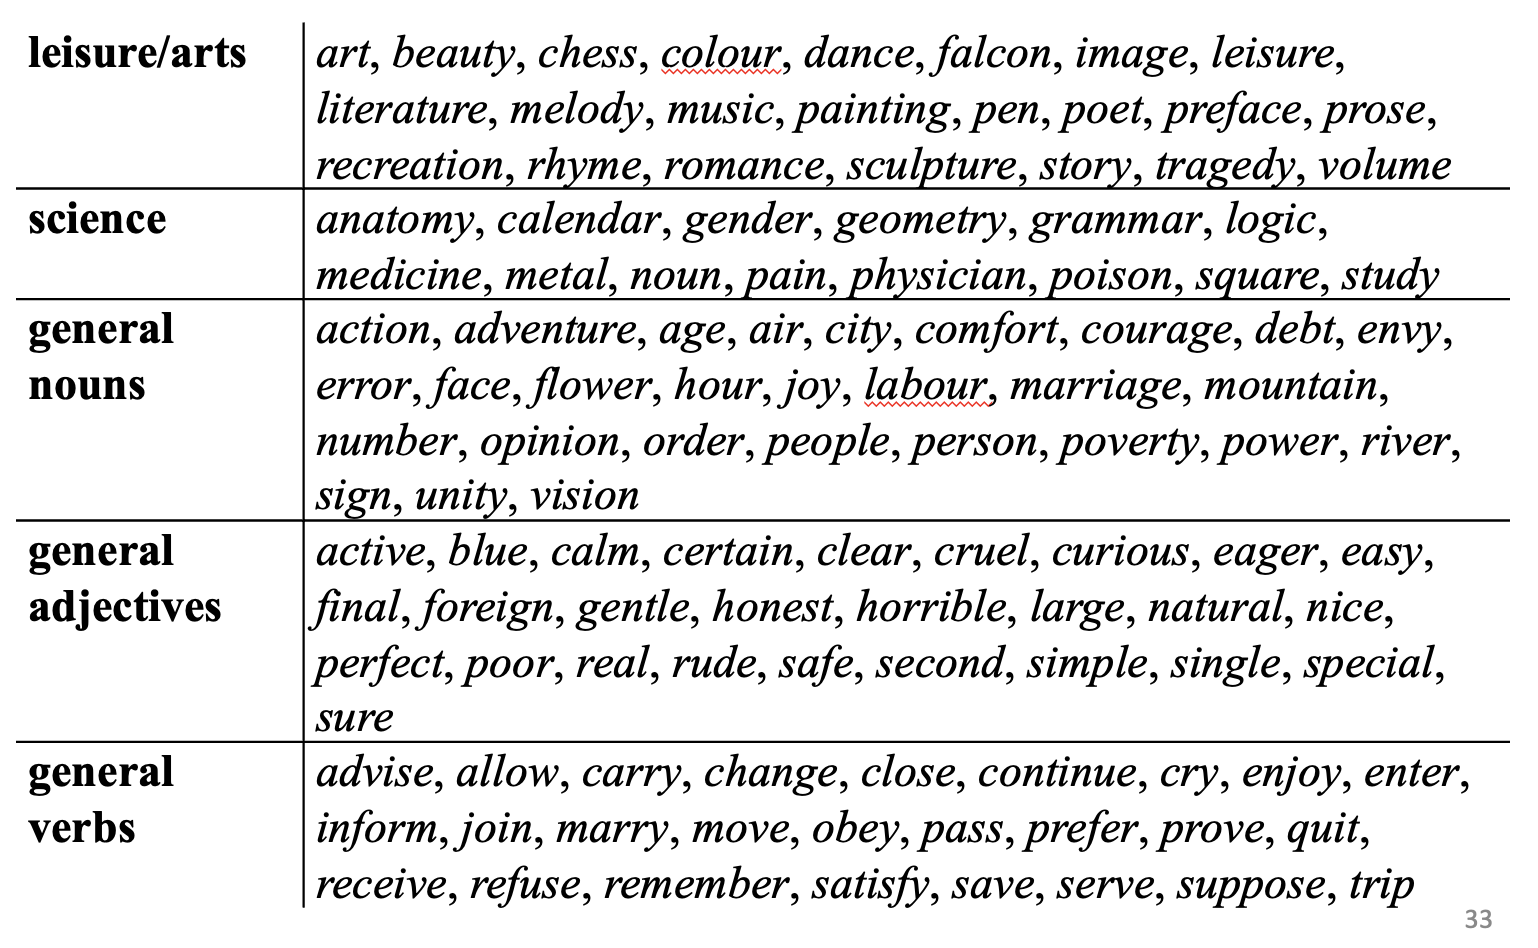 leisure/arts art, beauty, chess, colour, dance, falcon, image, leisure,
literature, melody, music, painting, pen, poet, preface, prose,
recreation, rhyme, romance, sculpture, story, tragedy, volume
science anatomy, calendar, gender, geometry, grammar, logic,
medicine, metal, noun, pain, physician, poison, square, study
general action, adventure, age, air, city, comfort, courage, debt, envy,
nouns error, face, flower, hour, joy, labour, marriage, mountain,
number, opinion, order, people, person, poverty, power, river,
sign, unity, vision
general active, blue, calm, certain, clear, cruel, curious, eager, easy,
adjectives final, foreign, gentle, honest, horrible, large, natural, nice,
perfect, poor, real, rude, safe, second, simple, single, special,
sure
general advise, allow, carry, change, close, continue, cry, enjoy, enter,
verbs inform, join, marry, move, obey, pass, prefer, prove, quit,
receive, refuse, remember, satisfy, save, serve, suppose, trip
33